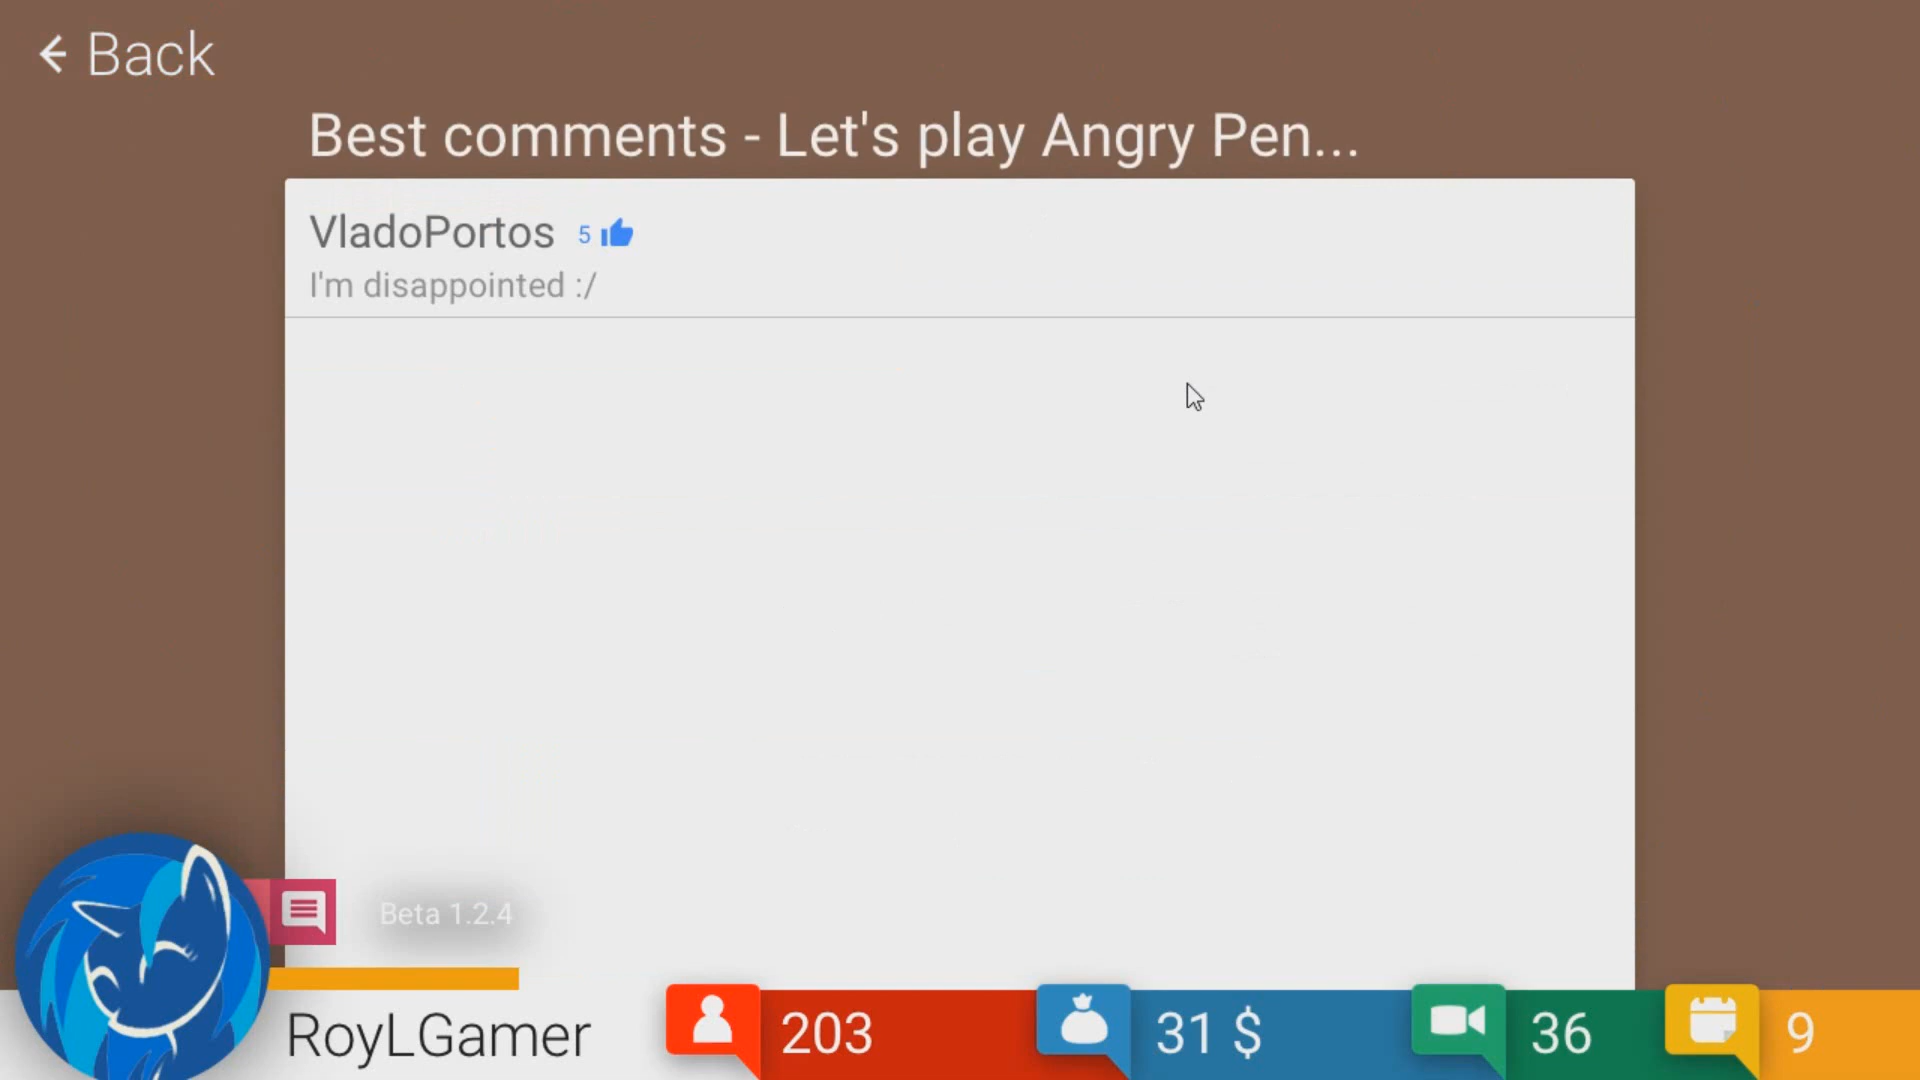 Back
Best comments - Let's play Angry Pen...
VladoPortos 5
I'm disappointed :/
Beta 1.2.4
RoyLGamer 203 31 $ 36 9